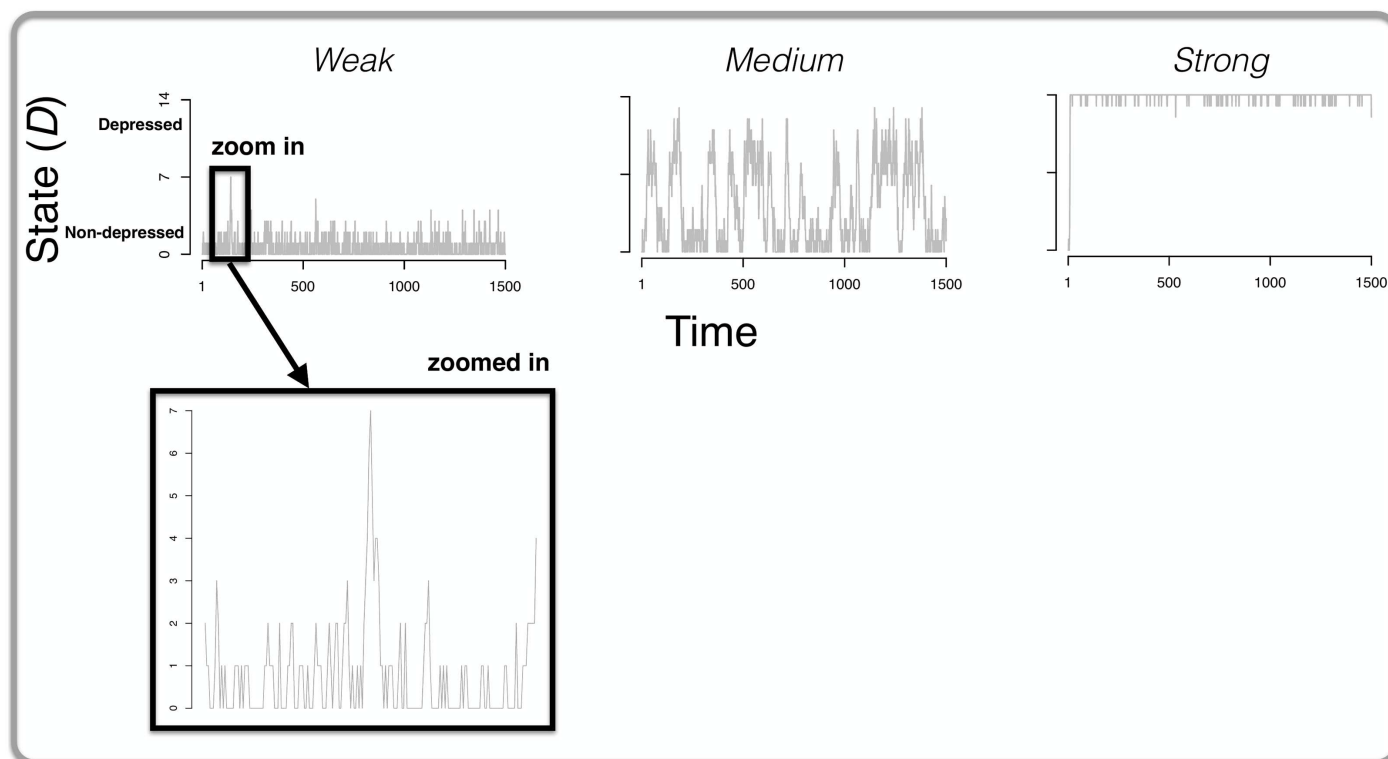 Weak
Medium
Strong
State (D)
14
Depressed
7
Non-depressed
0
zoom in
1 500 1000 1500
1 500 1000 1500
1 500 1000 1500
Time
zoomed in
7
6
5
4
3
2
1
0